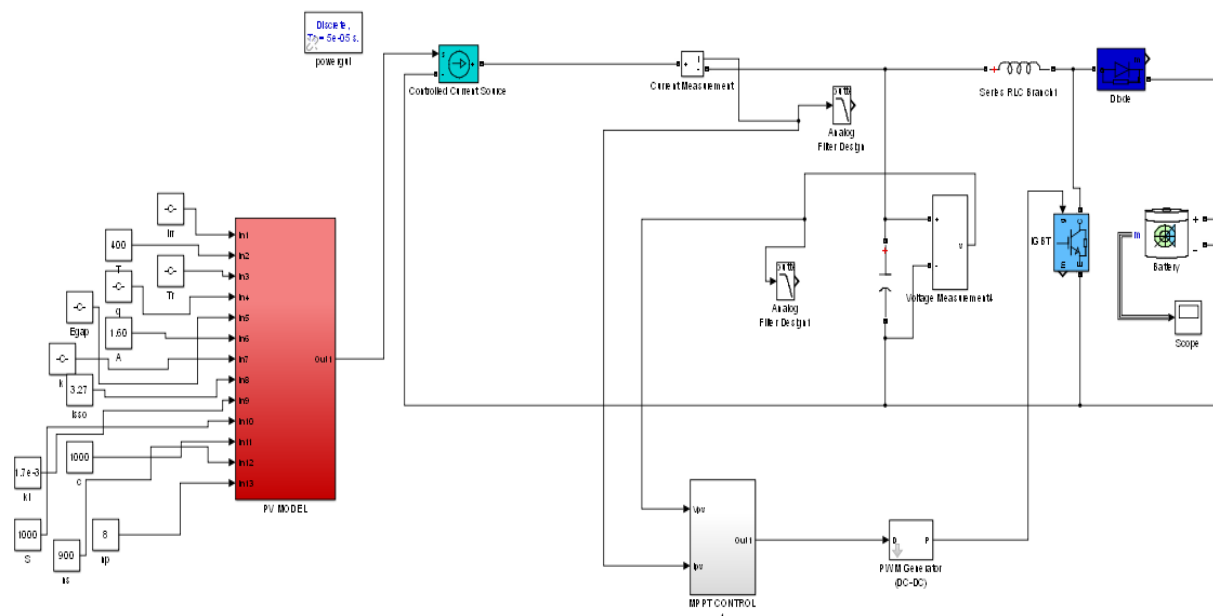 Discrete,
Ts = 5e-05 s.
powergui
Controlled Current Source
s
+
-
Current Measurement
i
+
-
Series RLC Branch1
+
Diode
Analog
Filter Design
butter
Analog
Filter Design1
butter
Voltage Measurement4
+
-
v
IGBT
g
C
m
E
m
Battery
+
-
Scope
-C-
Irr
400
T
-C-
Tr
-C-
q
-C-
Egap
1.60
A
-C-
k
3.27
Isso
1.7e-3
ki
1000
c
1000
S
900
ns
8
np
In1
In2
In3
In4
In5
In6
In7
In8
In9
In10
In11
In12
In13
Out1
PV MODEL
Vpv
Ipv
Out1
MPPT CONTROL
D
P
PWM Generator
(DC-DC)